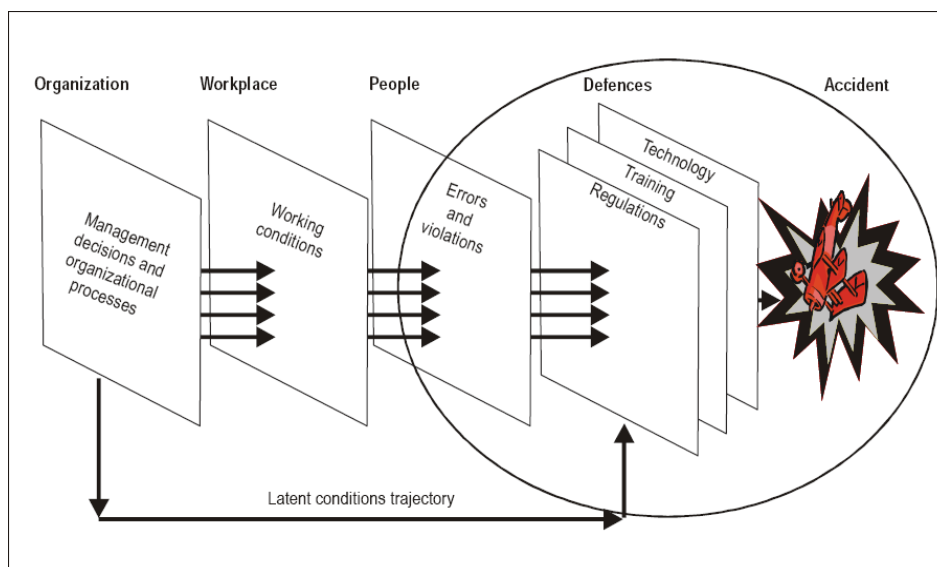 Organization
Workplace
People
Defences
Accident
Management
decisions and
organizational
processes
Working
conditions
Errors
and
violations
Technology
Training
Regulations
Latent conditions trajectory